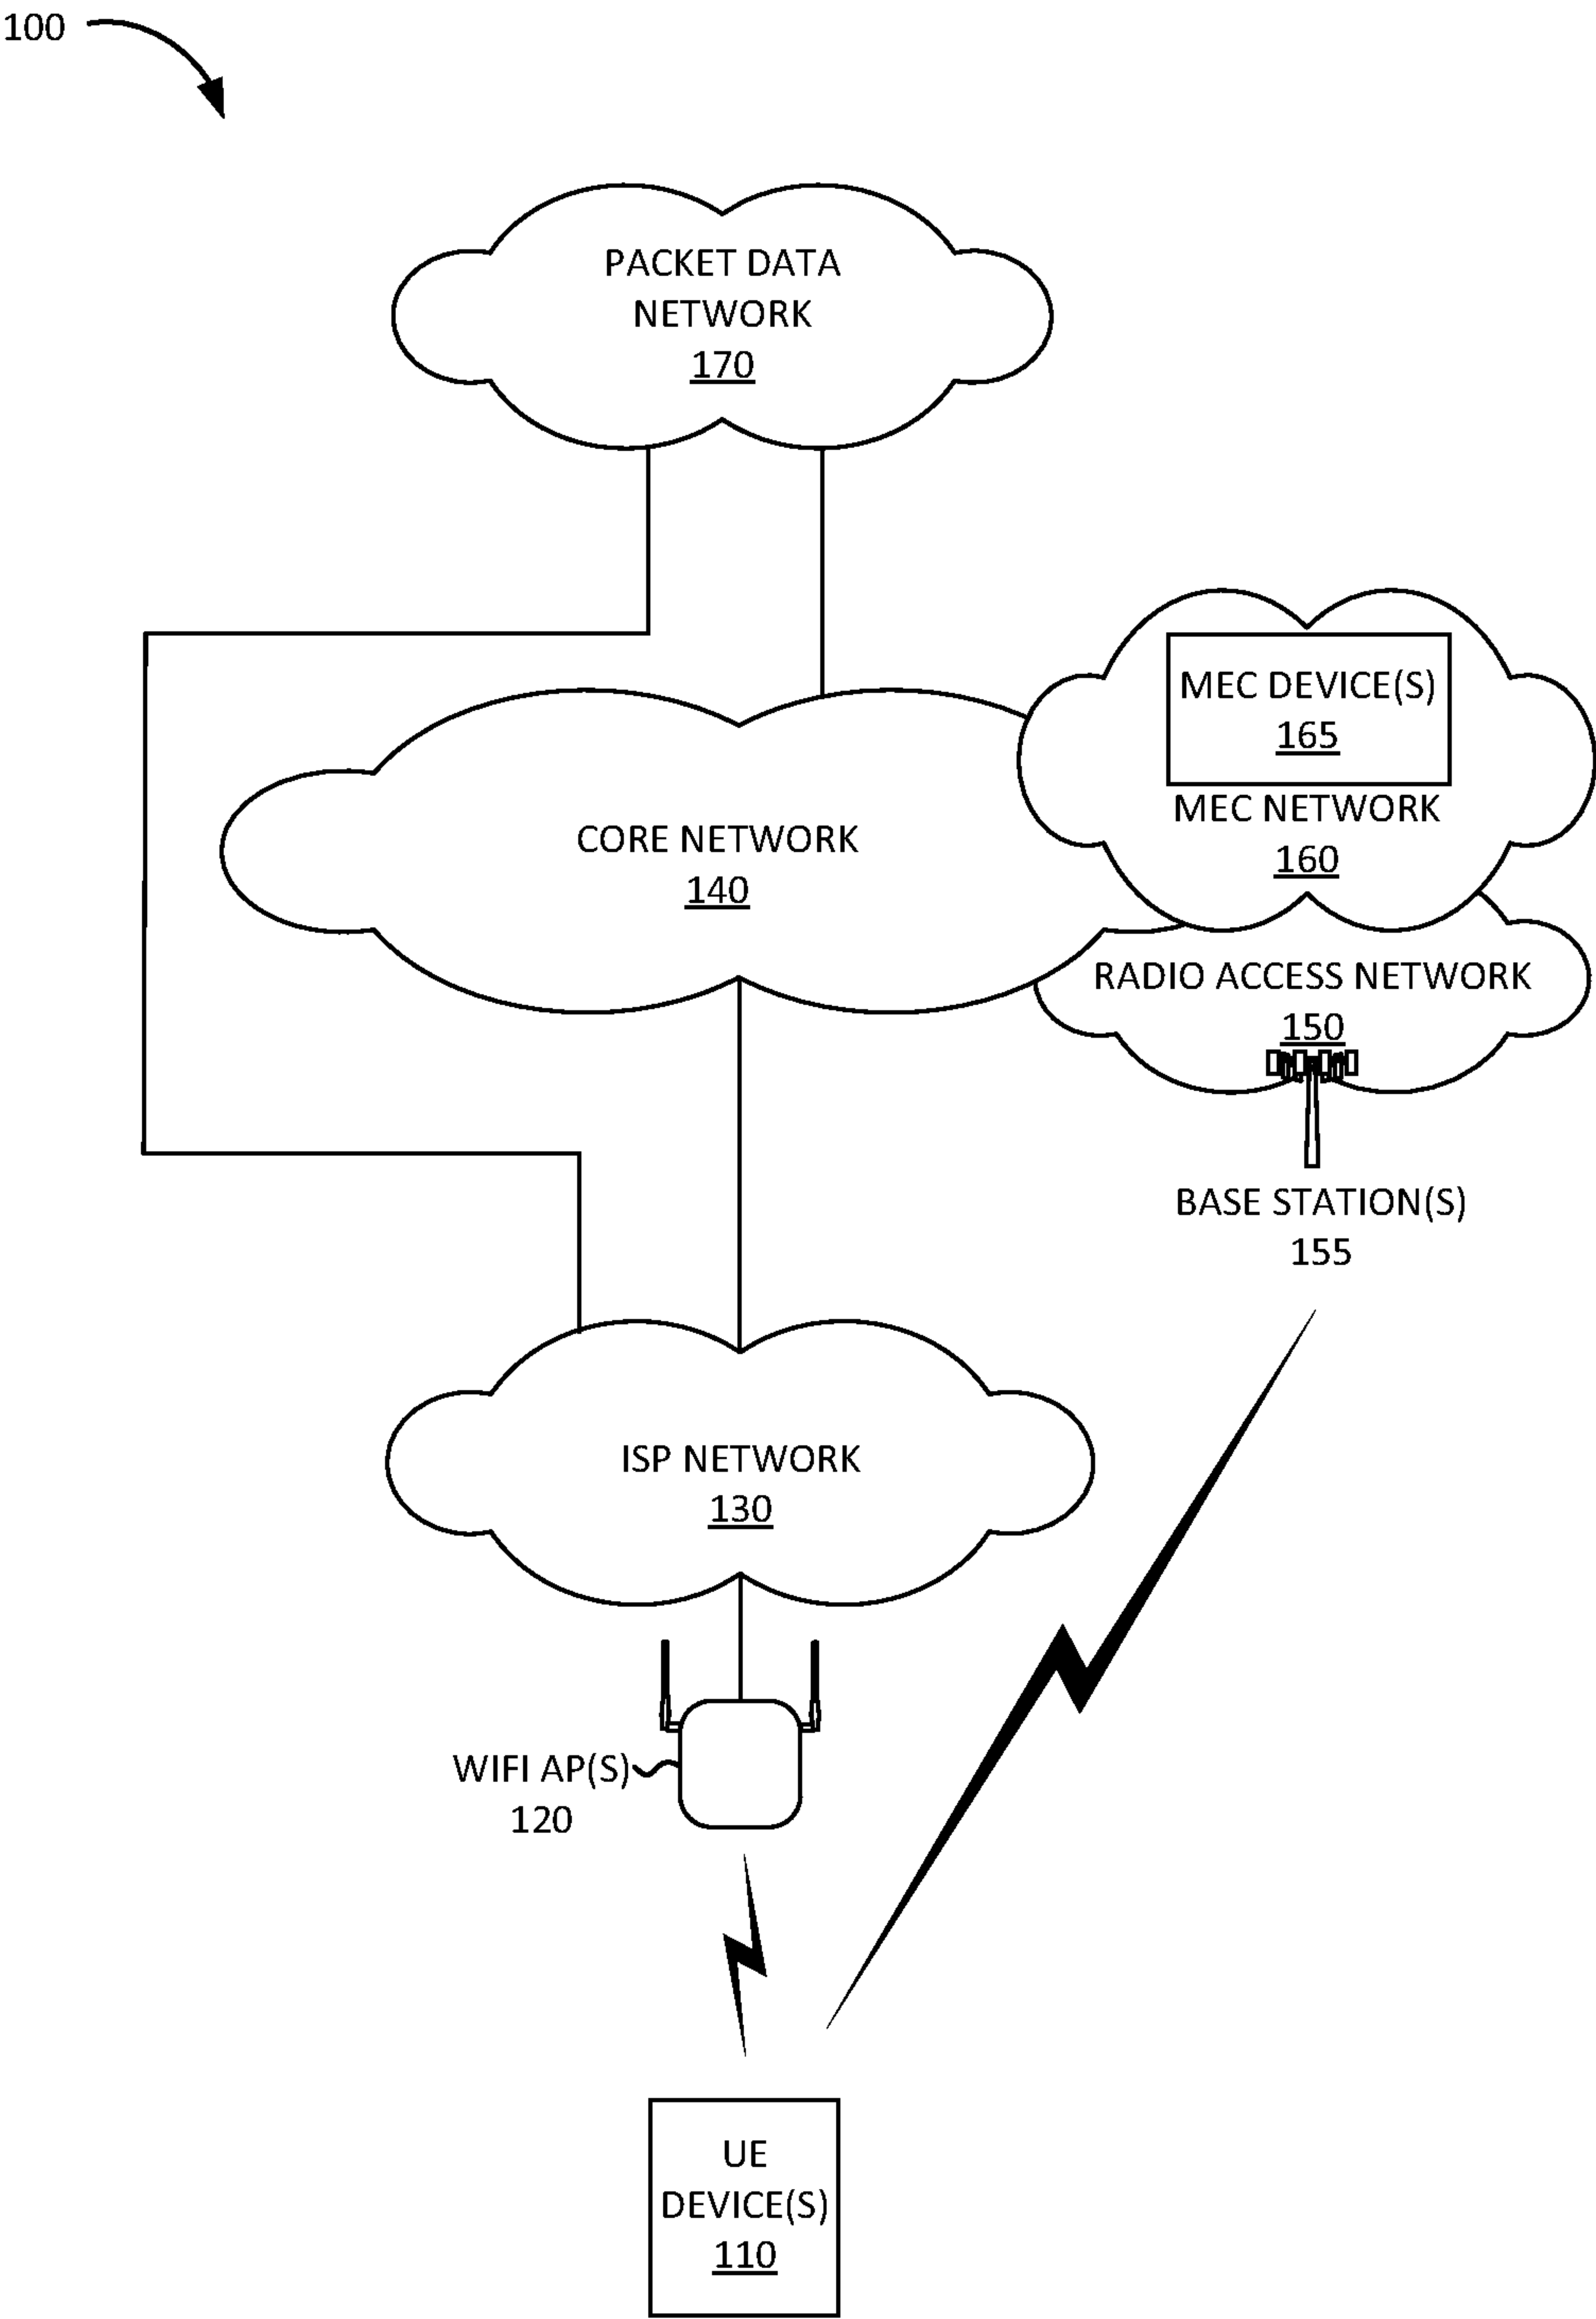 100
PACKET DATA
NETWORK
170
MEC DEVICE(S)
165
MEC NETWORK
160
CORE NETWORK
140
RADIO ACCESS NETWORK
150
BASE STATION(S)
155
ISP NETWORK
130
WIFI AP(S)
120
UE
DEVICE(S)
110